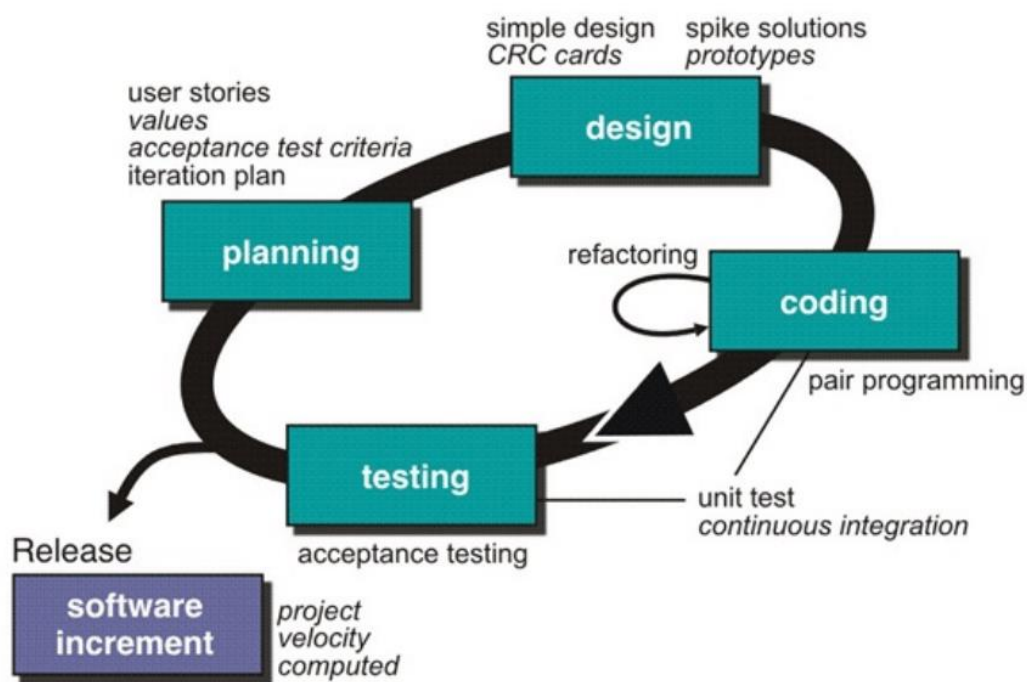 simple design
CRC cards
spike solutions
prototypes
design
user stories
values
acceptance test criteria
iteration plan
planning
refactoring
coding
pair programming
testing
unit test
continuous integration
acceptance testing
Release
software
increment
project
velocity
computed